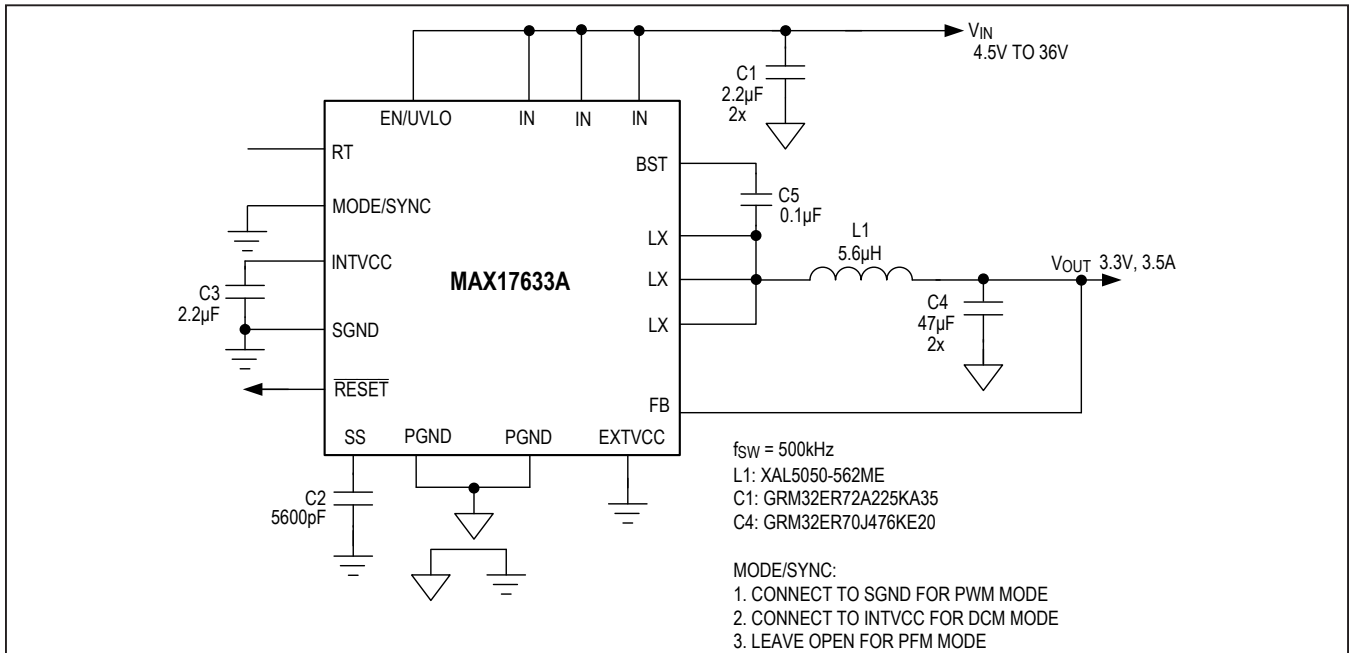 VIN
4.5V TO 36V
C1
2.2µF
2x
EN/UVLO
IN
IN
IN
RT
BST
C5
0.1µF
MODE/SYNC
LX
L1
5.6µH
INTVCC
MAX17633A
LX
VOUT 3.3V, 3.5A
C3
2.2µF
C4
47µF
2x
SGND
LX
RESET
FB
SS
PGND
PGND
EXTVCC
C2
5600pF
fSW = 500kHz
L1: XAL5050-562ME
C1: GRM32ER72A225KA35
C4: GRM32ER70J476KE20
MODE/SYNC:
1. CONNECT TO SGND FOR PWM MODE
2. CONNECT TO INTVCC FOR DCM MODE
3. LEAVE OPEN FOR PFM MODE